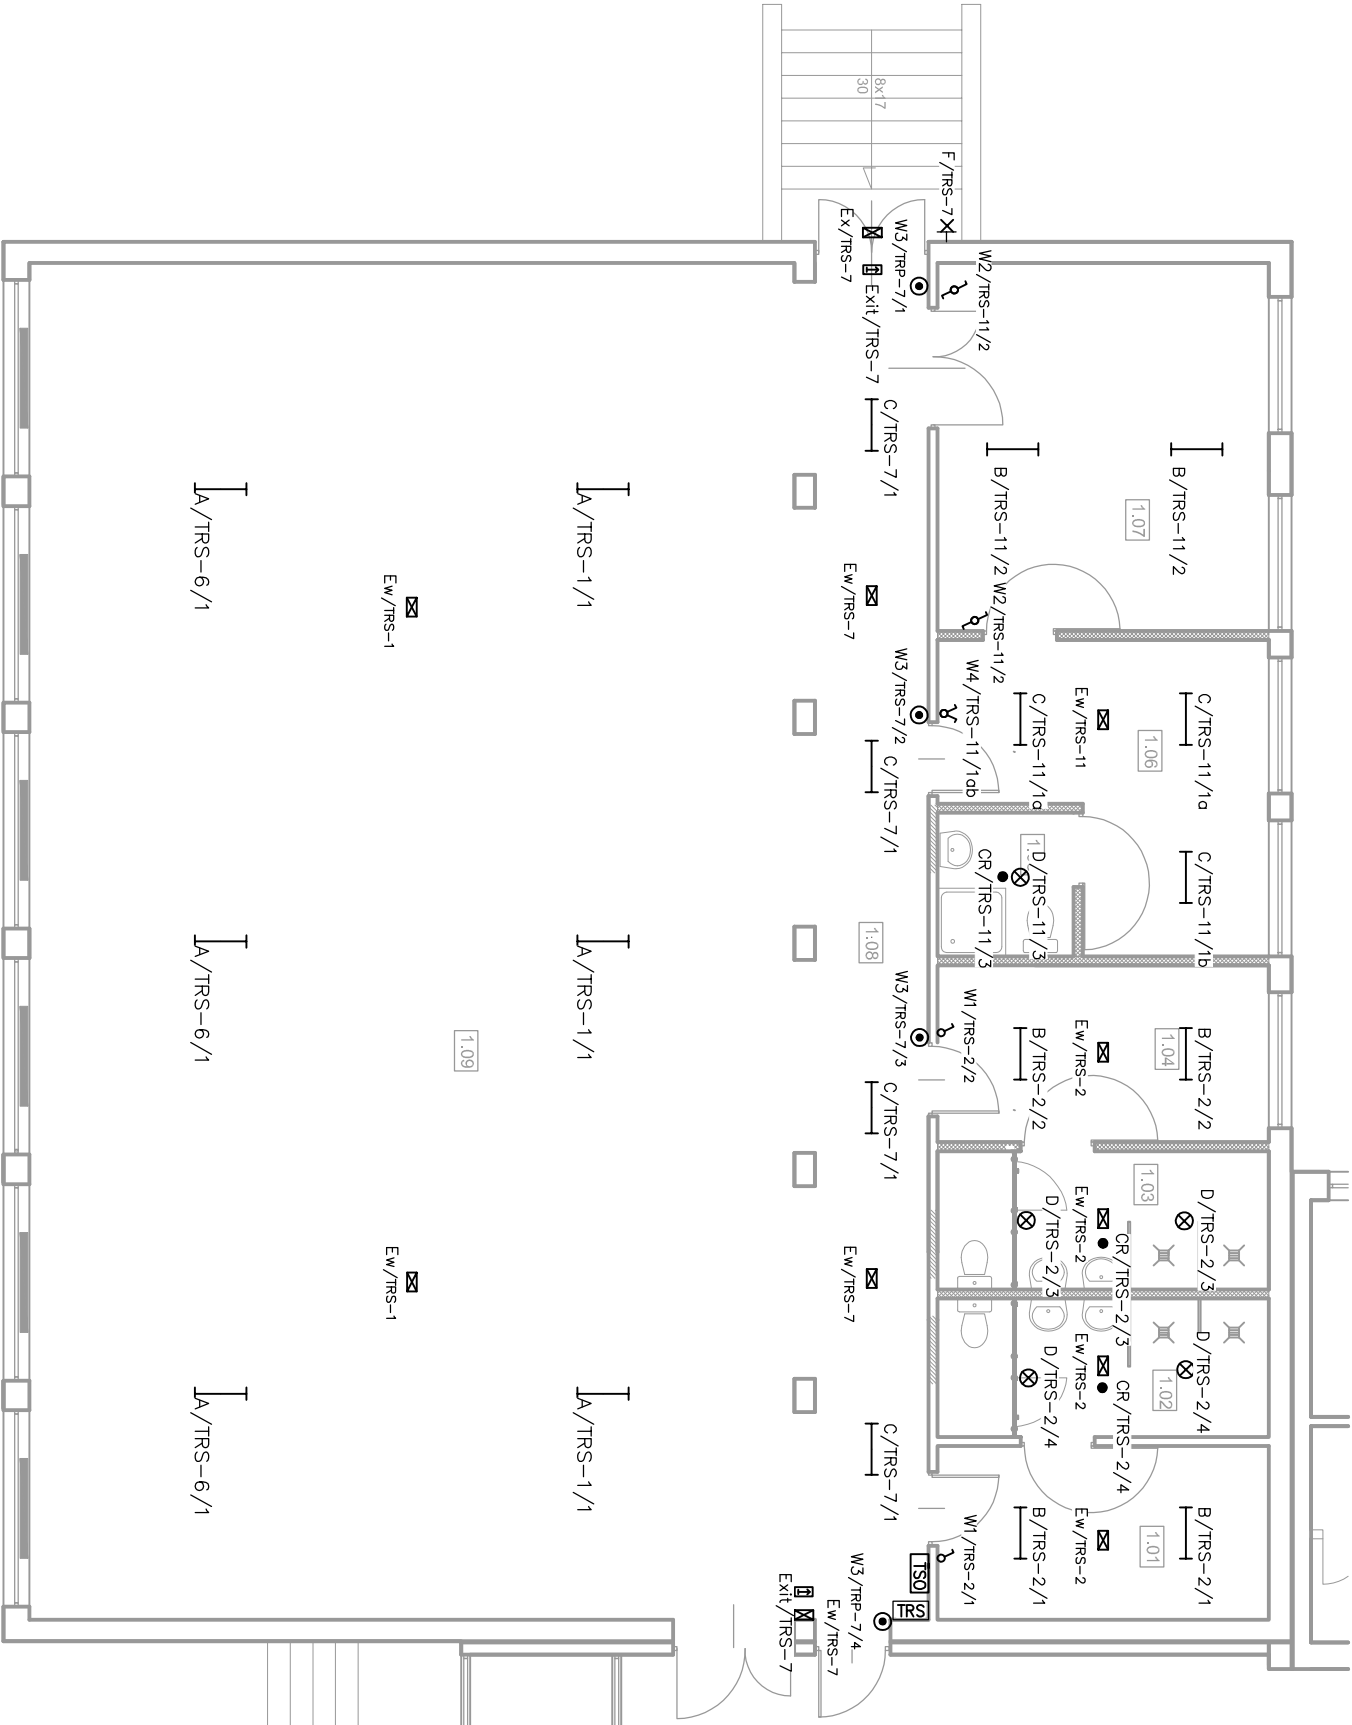 8x17
30
F/TRS-7
Ex/TRS-7
W3/TRP-7/1
Exit/TRS-7
W2/TRS-11/2
C/TRS-7/1
B/TRS-11/2
B/TRS-11/2
1.07
A/TRS-6/1
A/TRS-1/1
Ew/TRS-1
Ew/TRS-7
W2/TRS-11/2
W3/TRS-7/2
W4/TRS-11/1ab
C/TRS-11/1a
Ew/TRS-11
C/TRS-11/1a
1.06
C/TRS-7/1
CR/TRS-11/3
D/TRS-11/3
C/TRS-11/1b
1.08
A/TRS-6/1
A/TRS-1/1
1.09
W3/TRS-7/3
W1/TRS-2/2
B/TRS-2/2
Ew/TRS-2
1.04
B/TRS-2/2
C/TRS-7/1
1.03
D/TRS-2/3
Ew/TRS-2
CR/TRS-2/3
D/TRS-2/3
Ew/TRS-1
Ew/TRS-7
D/TRS-2/4
Ew/TRS-2
CR/TRS-2/4
D/TRS-2/4
1.02
A/TRS-6/1
A/TRS-1/1
C/TRS-7/1
W1/TRS-2/1
B/TRS-2/1
Ew/TRS-2
1.01
B/TRS-2/1
TSO
TRS
W3/TRP-7/4
Ew/TRS-7
Exit/TRS-7